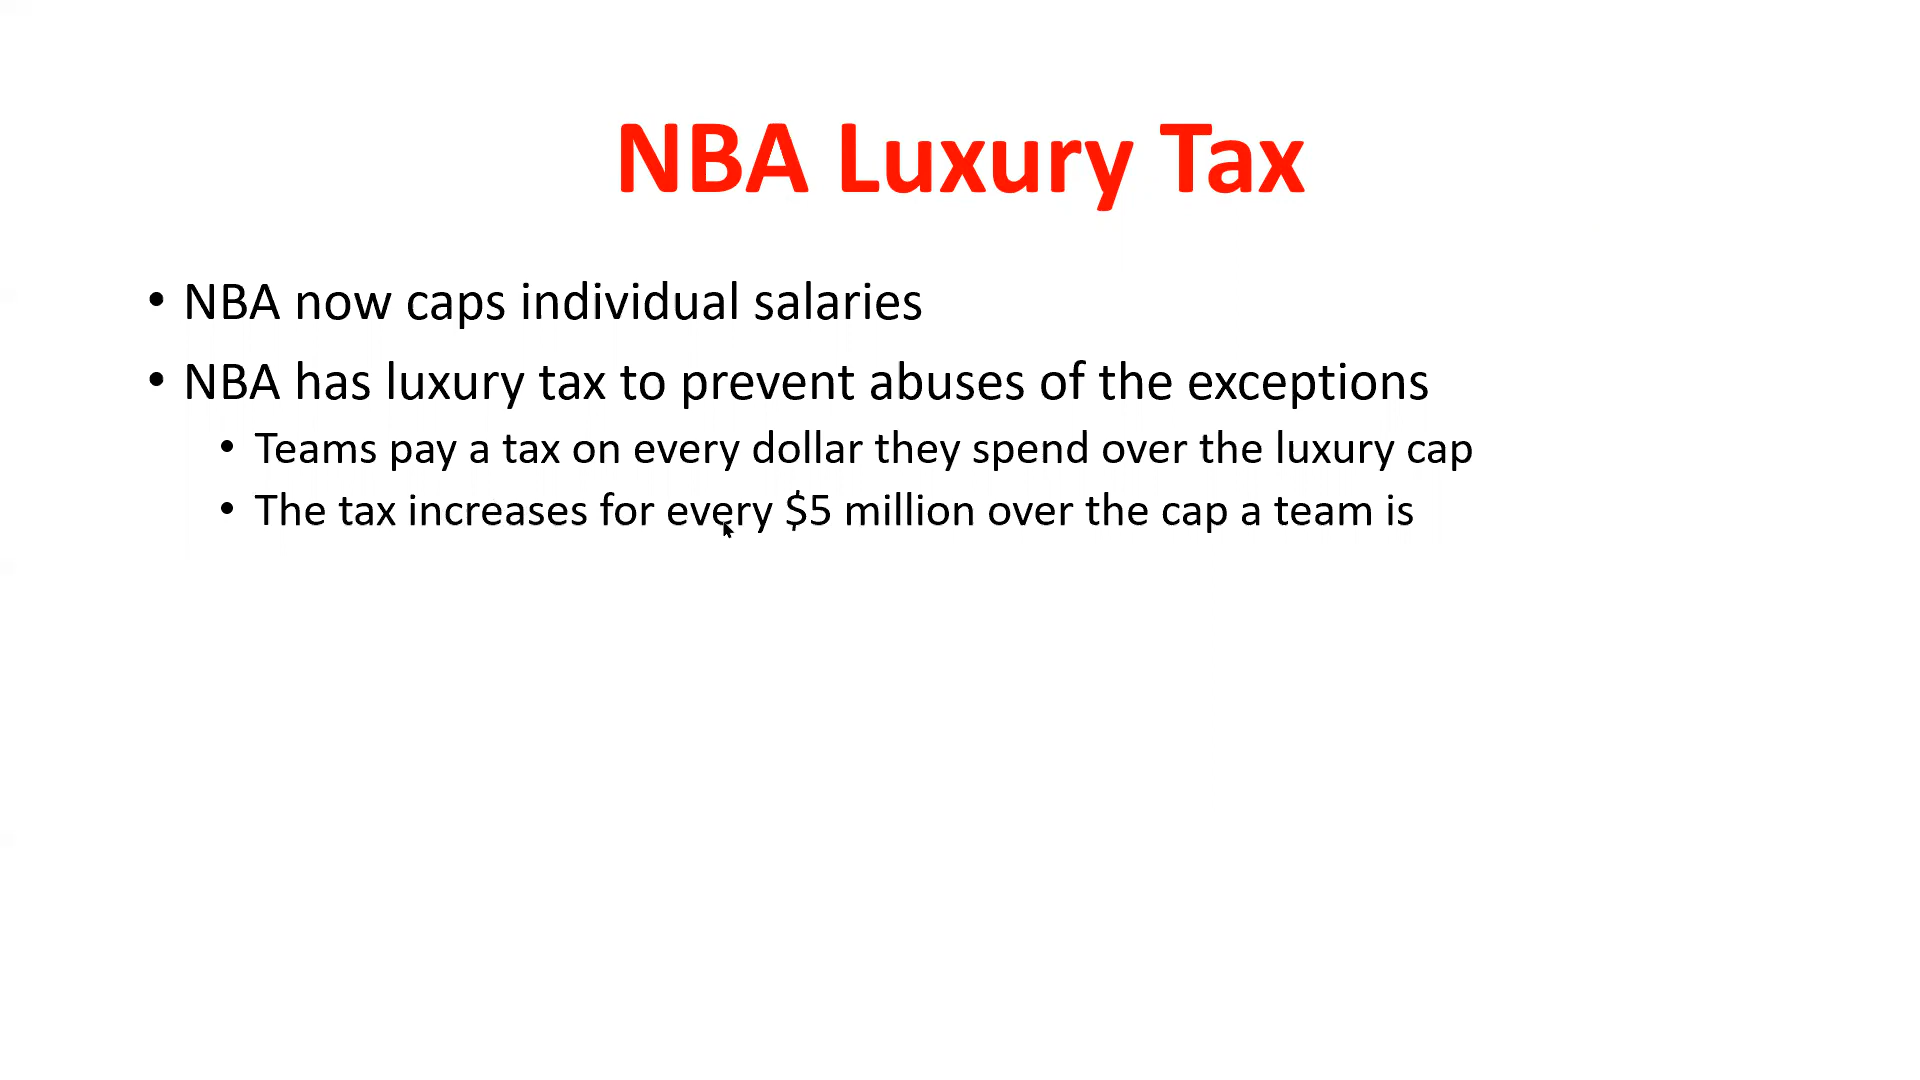 NBA Luxury Tax
• NBA now caps individual salaries
• NBA has luxury tax to prevent abuses of the exceptions
• Teams pay a tax on every dollar they spend over the luxury cap
• The tax increases for every $5 million over the cap a team is